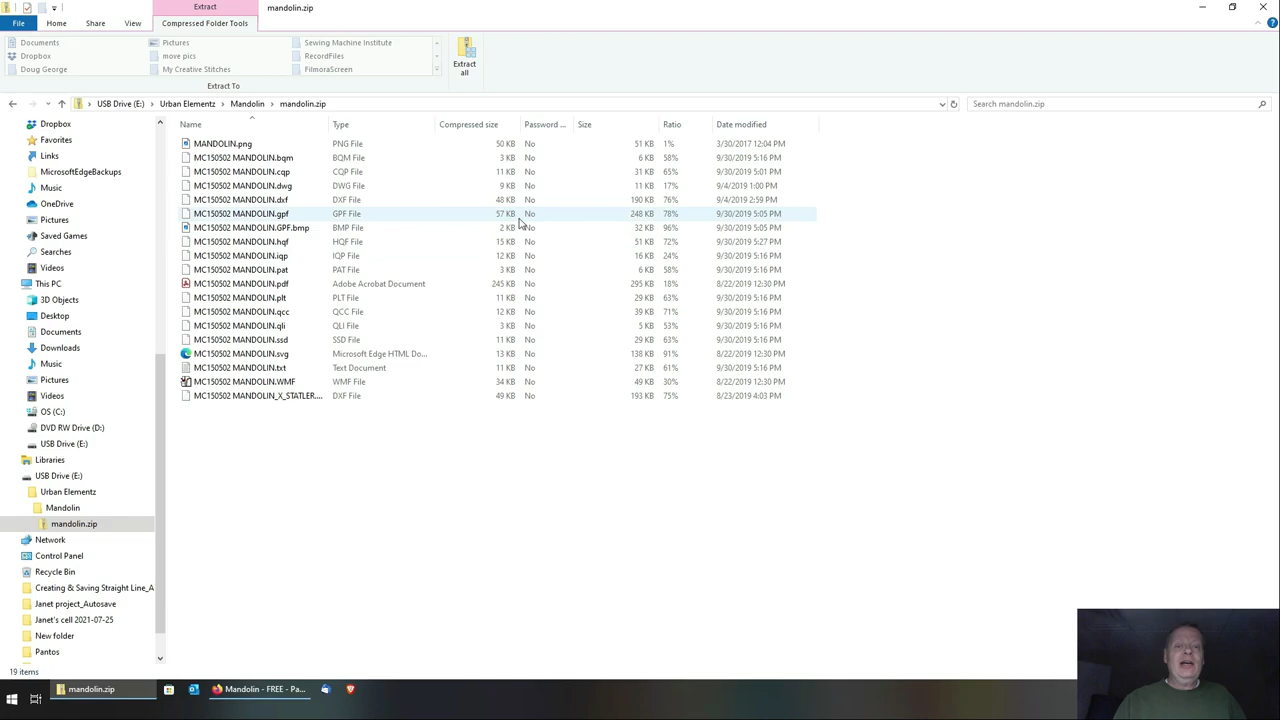 Extract
mandolin.zip
File Home Share View Compressed Folder Tools
Documents Pictures Sewing Machine Institute
Dropbox move pics RecordFiles
Doug George My Creative Stitches FilmoraScreen
Extract all
Extract To
USB Drive (E:) Urban Elementz Mandolin mandolin.zip Search mandolin.zip
Name Type Compressed size Password ... Size Ratio Date modified
MANDOLIN.png PNG File 50 KB No 51 KB 1% 3/30/2017 12:04 PM
MC150502 MANDOLIN.bqm BQM File 3 KB No 6 KB 58% 9/30/2019 5:16 PM
MC150502 MANDOLIN.cqp CQP File 11 KB No 31 KB 65% 9/30/2019 5:01 PM
MC150502 MANDOLIN.dwg DWG File 9 KB No 11 KB 17% 9/4/2019 1:00 PM
MC150502 MANDOLIN.dxf DXF File 48 KB No 190 KB 76% 9/4/2019 2:59 PM
MC150502 MANDOLIN.gpf GPF File 57 KB No 248 KB 78% 9/30/2019 5:05 PM
MC150502 MANDOLIN.GPF.bmp BMP File 2 KB No 32 KB 96% 9/30/2019 5:05 PM
MC150502 MANDOLIN.hqf HQF File 15 KB No 51 KB 72% 9/30/2019 5:27 PM
MC150502 MANDOLIN.iqp IQP File 12 KB No 16 KB 24% 9/30/2019 5:16 PM
MC150502 MANDOLIN.pat PAT File 3 KB No 6 KB 58% 9/30/2019 5:16 PM
MC150502 MANDOLIN.pdf Adobe Acrobat Document 245 KB No 295 KB 18% 8/22/2019 12:30 PM
MC150502 MANDOLIN.plt PLT File 11 KB No 29 KB 63% 9/30/2019 5:16 PM
MC150502 MANDOLIN.qcc QCC File 12 KB No 39 KB 71% 9/30/2019 5:16 PM
MC150502 MANDOLIN.qli QLI File 3 KB No 5 KB 53% 9/30/2019 5:16 PM
MC150502 MANDOLIN.ssd SSD File 11 KB No 29 KB 63% 9/30/2019 5:16 PM
MC150502 MANDOLIN.svg Microsoft Edge HTML Do... 13 KB No 138 KB 91% 8/22/2019 12:30 PM
MC150502 MANDOLIN.txt Text Document 11 KB No 27 KB 61% 9/30/2019 5:16 PM
MC150502 MANDOLIN.WMF WMF File 34 KB No 49 KB 30% 8/22/2019 12:30 PM
MC150502 MANDOLIN_X_STATLER.... DXF File 49 KB No 193 KB 75% 8/23/2019 4:03 PM
Dropbox
Favorites
Links
MicrosoftEdgeBackups
Music
OneDrive
Pictures
Saved Games
Searches
Videos
This PC
3D Objects
Desktop
Documents
Downloads
Music
Pictures
Videos
OS (C:)
DVD RW Drive (D:)
USB Drive (E:)
Libraries
USB Drive (E:)
Urban Elementz
Mandolin
mandolin.zip
Network
Control Panel
Recycle Bin
Creating & Saving Straight Line_A
Janet project_Autosave
Janet's cell 2021-07-25
New folder
Pantos
19 items
mandolin.zip Mandolin - FREE - Pa...